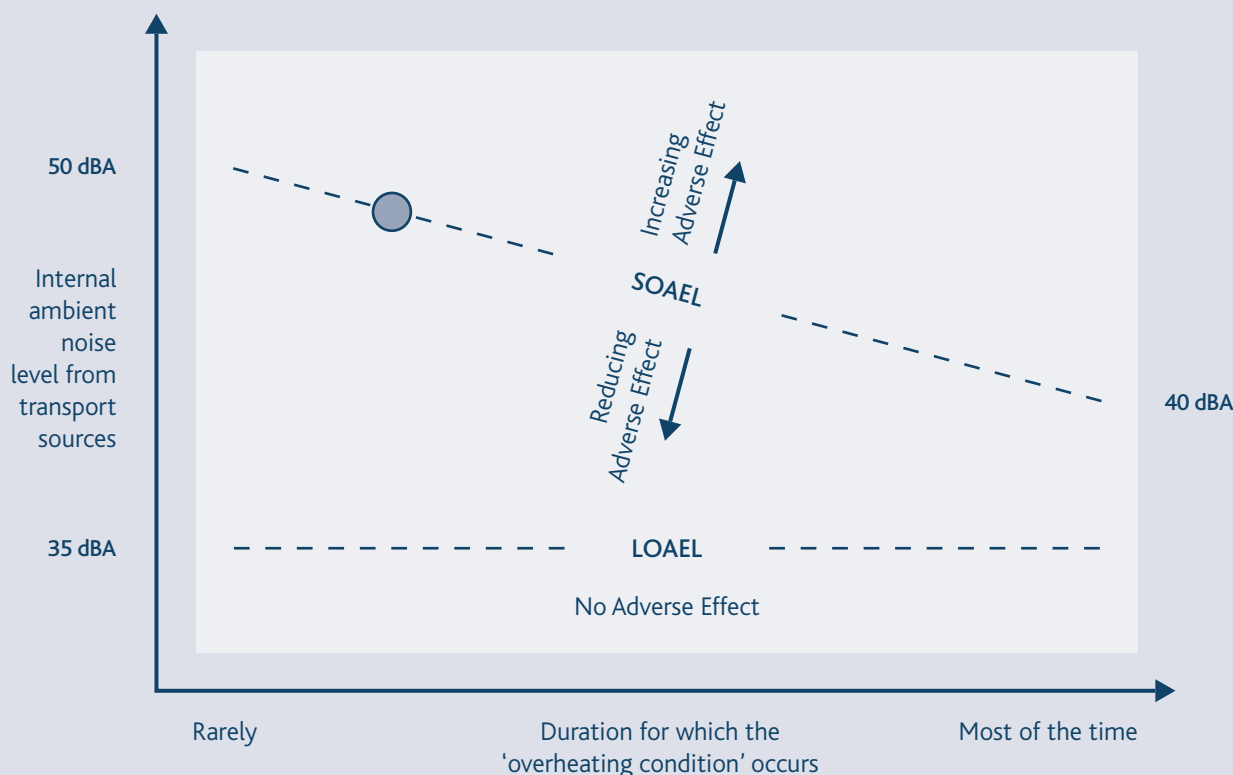 50 dBA
Internal
ambient
noise
level from
transport
sources
35 dBA
Increasing
Adverse Effect
SOAEL
Reducing
Adverse Effect
40 dBA
LOAEL
No Adverse Effect
Rarely
Duration for which the
‘overheating condition’ occurs
Most of the time